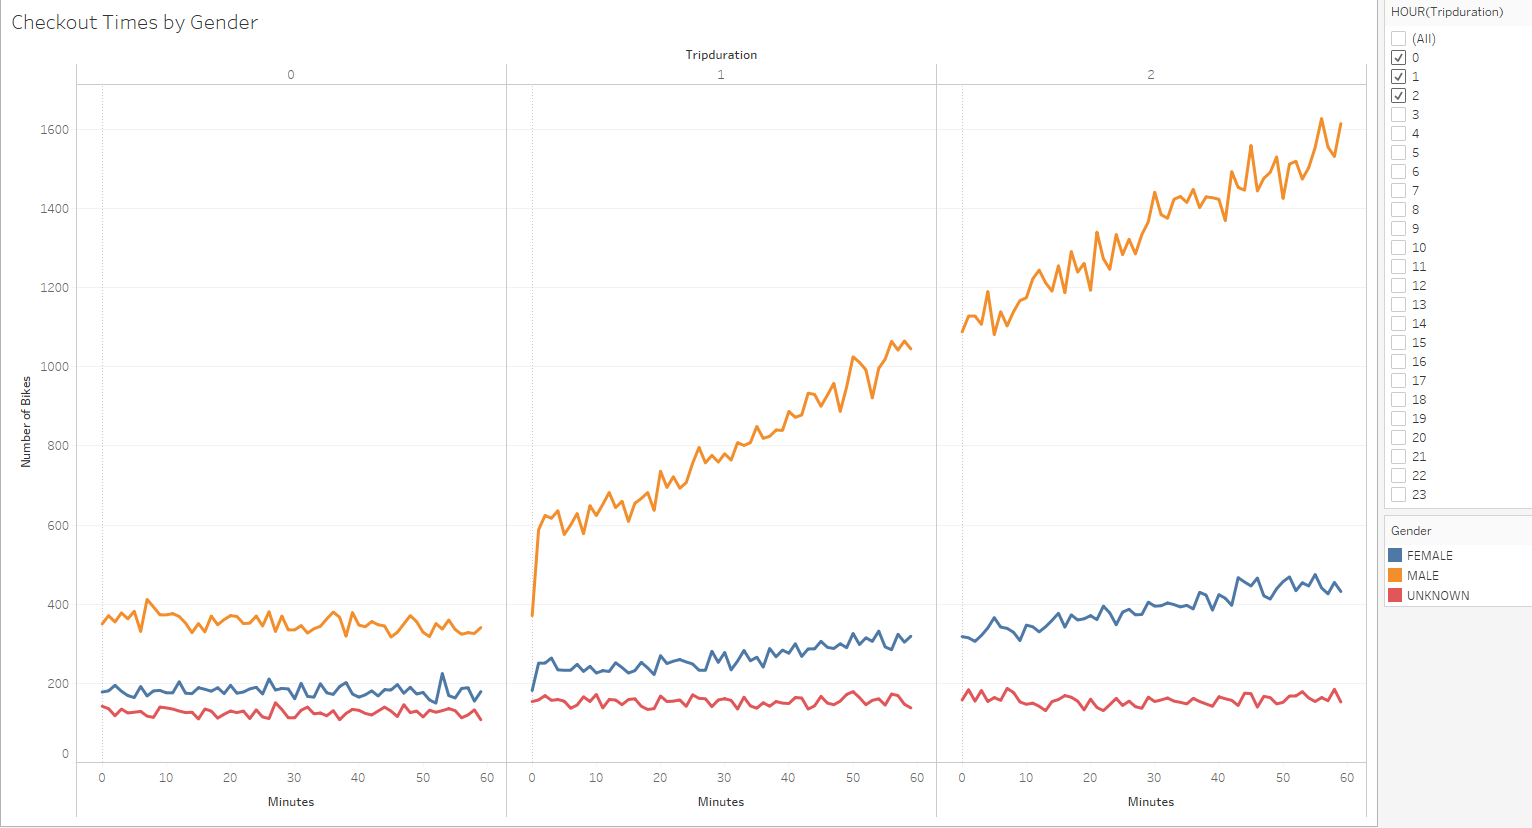 Checkout Times by Gender
Tripduration
0 1 2
1600
1400
1200
1000
800
600
400
200
0
Number of Bikes
0 10 20 30 40 50 60 0 10 20 30 40 50 60 0 10 20 30 40 50 60
Minutes Minutes Minutes
HOUR(Tripduration)
(All)
0
1
2
3
4
5
6
7
8
9
10
11
12
13
14
15
16
17
18
19
20
21
22
23
Gender
FEMALE
MALE
UNKNOWN